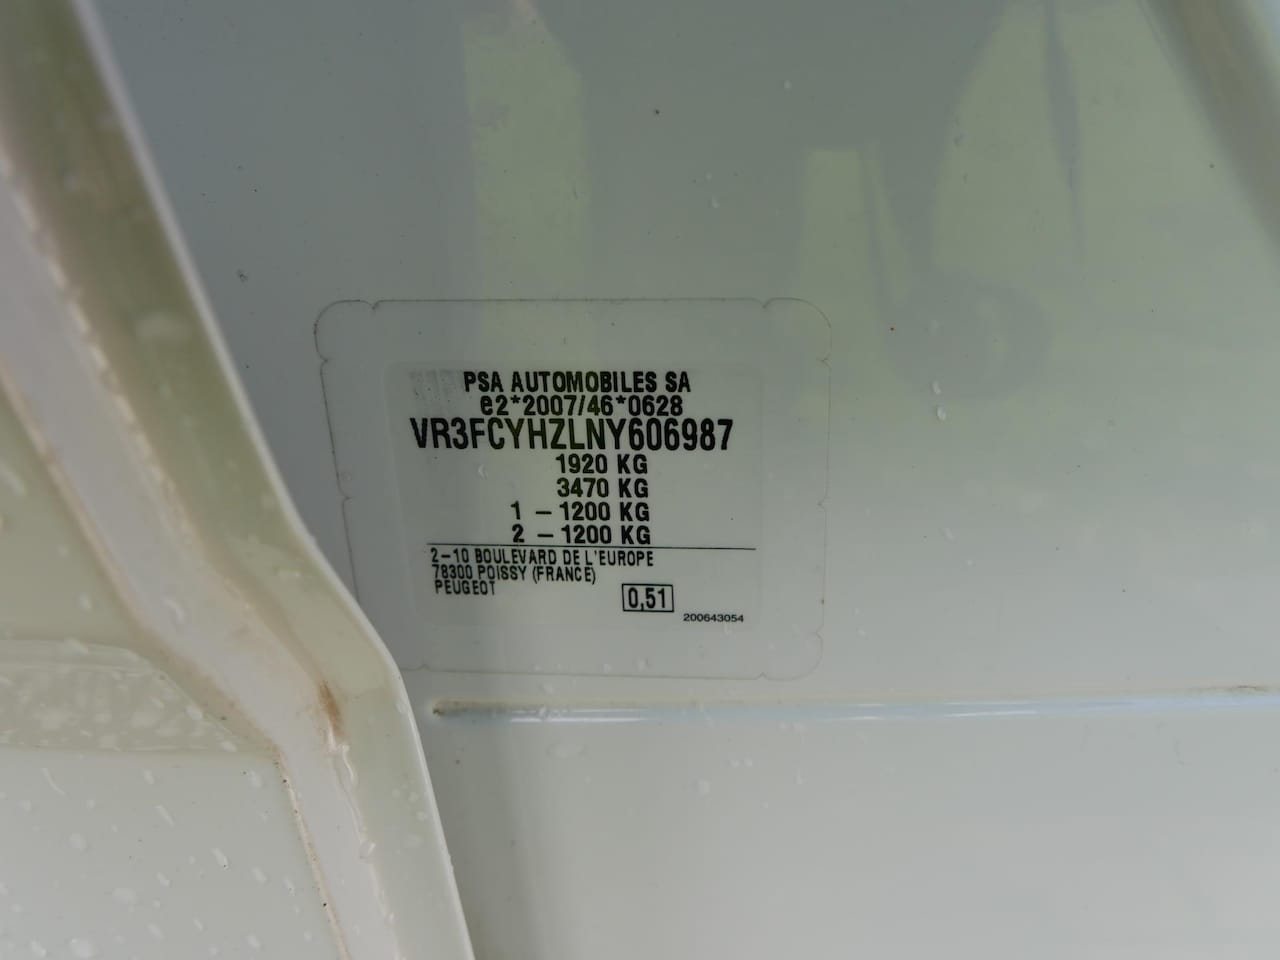 PSA AUTOMOBILES SA
e2*2007/46*0628
VR3FCYHZLNY606987
1920 KG
3470 KG
1 – 1200 KG
2 – 1200 KG
2-10 BOULEVARD DE L'EUROPE
78300 POISSY (FRANCE)
PEUGEOT
0,51
200643054